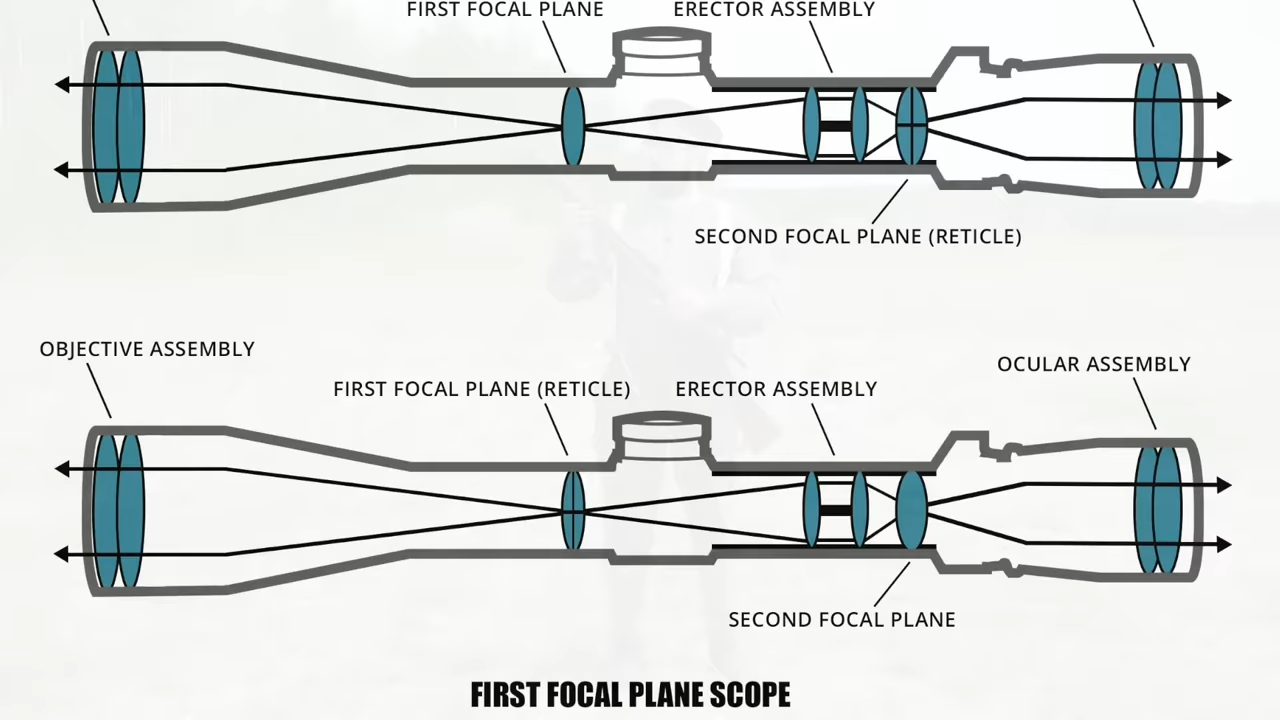 FIRST FOCAL PLANE
ERECTOR ASSEMBLY
SECOND FOCAL PLANE (RETICLE)
OBJECTIVE ASSEMBLY
OCULAR ASSEMBLY
FIRST FOCAL PLANE (RETICLE)
ERECTOR ASSEMBLY
SECOND FOCAL PLANE
FIRST FOCAL PLANE SCOPE